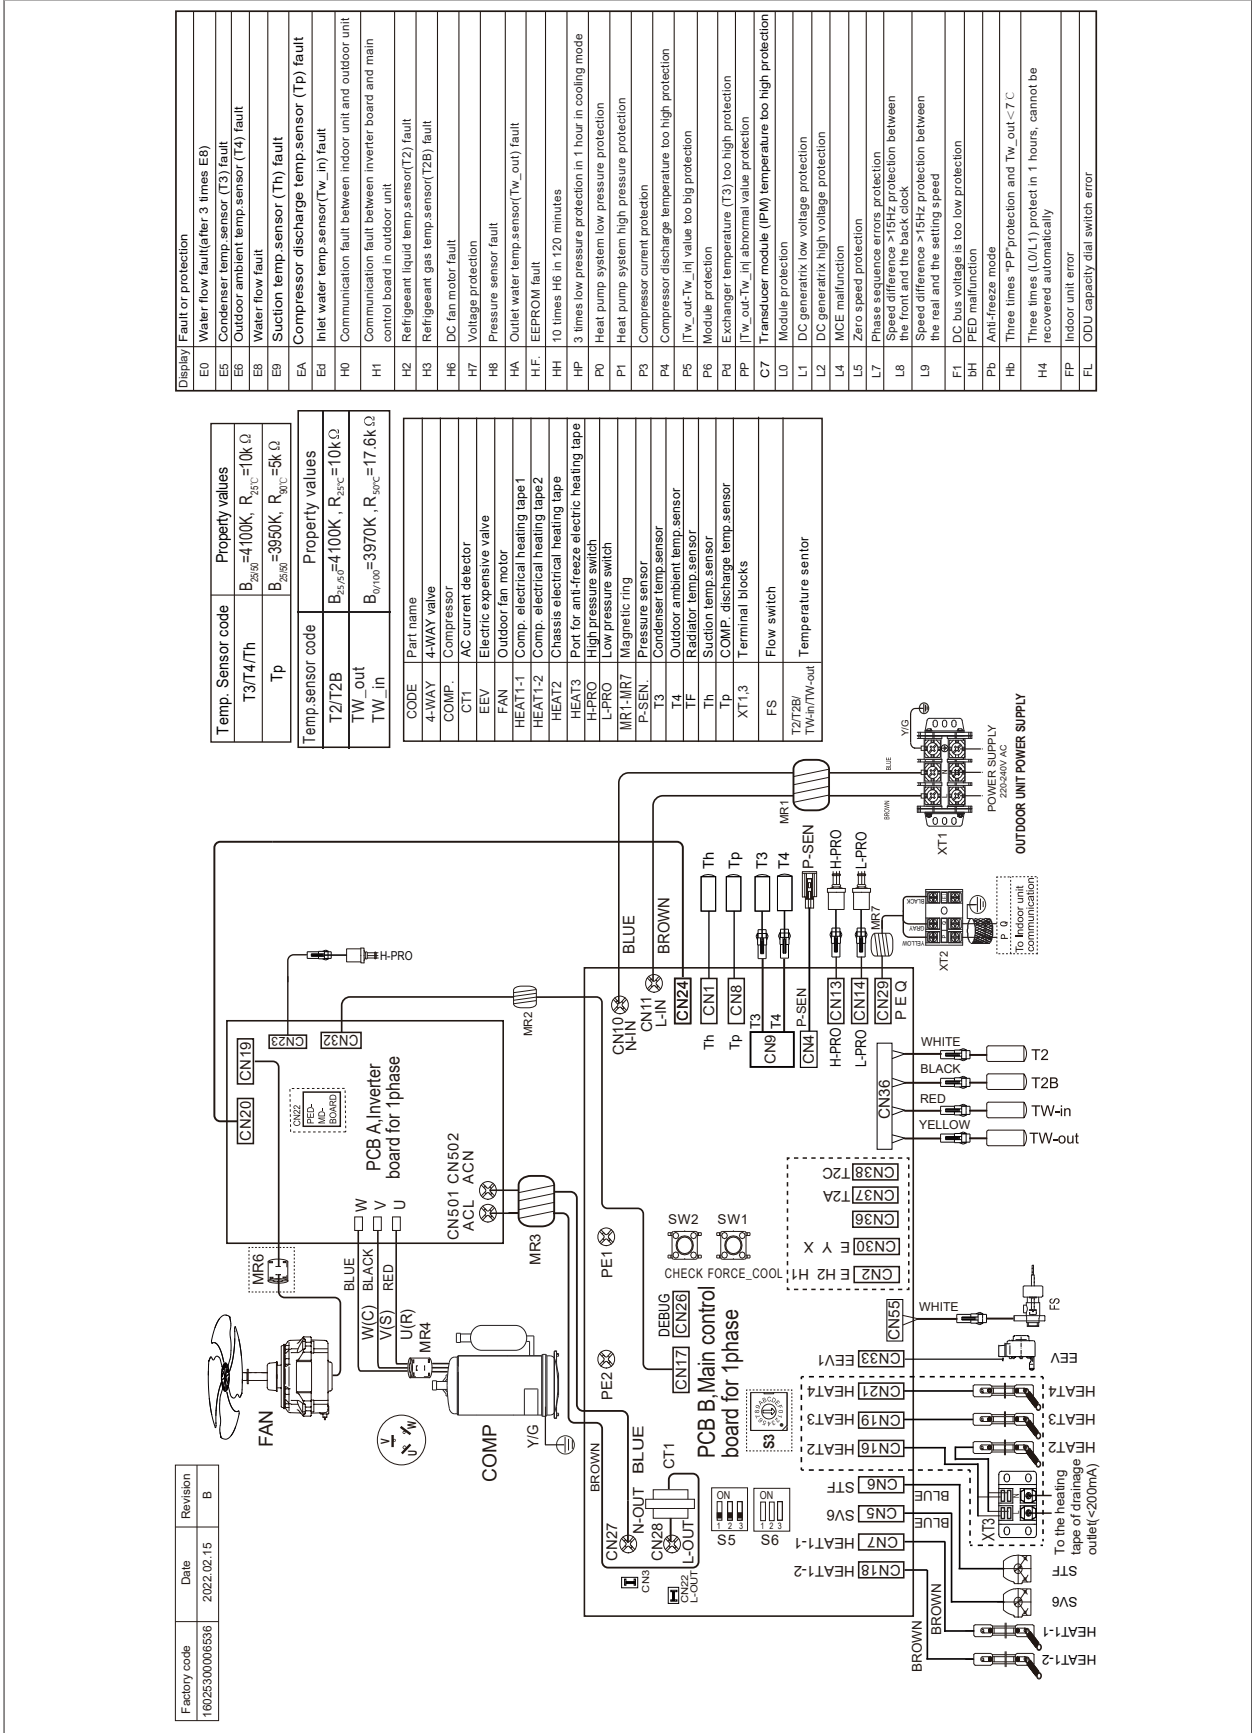 Factory code	Date	Revision
16025300006536	2022.02.15	B
Temp. Sensor code	Property values
T3/T4/Th	B25/50=4100K, R25℃=10kΩ
Tp	B25/50=3950K, R90℃=5kΩ
Temp.sensor code	Property values
T2/T2B	B25/50=4100K, R25℃=10kΩ
TW_out
TW_in	B0/100=3970K, R50℃=17.6kΩ
CODE	Part name
4-WAY	4-WAY valve
COMP.	Compressor
CT1	AC current detector
EEV	Electric expensive valve
FAN	Outdoor fan motor
HEAT1-1	Comp. electrical heating tape1
HEAT1-2	Comp. electrical heating tape2
HEAT2	Chassis electrical heating tape
HEAT3	Port for anti-freeze electric heating tape
H-PRO	High pressure switch
L-PRO	Low pressure switch
MR1-MR7	Magnetic ring
P-SEN.	Pressure sensor
T3	Condenser temp.sensor
T4	Outdoor ambient temp.sensor
TF	Radiator temp.sensor
Th	Suction temp.sensor
Tp	COMP. discharge temp.sensor
XT1,3	Terminal blocks
FS	Flow switch
T2/T2B/
TW-in/TW-out	Temperature sentor
Display	Fault or protection
E0	Water flow fault(after 3 times E8)
E5	Condenser temp.sensor (T3) fault
E6	Outdoor ambient temp.sensor (T4) fault
E8	Water flow fault
E9	Suction temp.sensor (Th) fault
EA	Compressor discharge temp.sensor (Tp) fault
Ed	Inlet water temp.sensor(Tw_in) fault
H0	Communication fault between indoor unit and outdoor unit
H1	Communication fault between inverter board and main
control board in outdoor unit
H2	Refrigeeant liquid temp.sensor(T2) fault
H3	Refrigeeant gas temp.sensor(T2B) fault
H6	DC fan motor fault
H7	Voltage protection
H8	Pressure sensor fault
HA	Outlet water temp.sensor(Tw_out) fault
H.F.	EEPROM fault
HH	10 times H6 in 120 minutes
HP	3 times low pressure protection in 1 hour in cooling mode
P0	Heat pump system low pressure protection
P1	Heat pump system high pressure protection
P3	Compressor current protection
P4	Compressor discharge temperature too high protection
P5	|Tw_out-Tw_in| value too big protection
P6	Module protection
Pd	Exchanger temperature (T3) too high protection
PP	|Tw_out-Tw_in| abnormal value protection
C7	Transducer module (IPM) temperature too high protection
L0	Module protection
L1	DC generatrix low voltage protection
L2	DC generatrix high voltage protection
L4	MCE malfunction
L5	Zero speed protection
L7	Phase sequence errors protection
L8	Speed difference >15Hz protection between
the front and the back clock
L9	Speed difference >15Hz protection between
the real and the setting speed
F1	DC bus voltage is too low protection
bH	PED malfunction
Pb	Anti-freeze mode
Hb	Three times "PP"protection and Tw_out<7℃
H4	Three times (L0/L1) protect in 1 hours, cannot be
recovered automatically
FP	Indoor unit error
FL	ODU capacity dial switch error
FAN
MR6
CN19
CN20
CN23
H-PRO
CN32
CN22
PED-
MD-
BOARD
PCB A,Inverter
board for 1phase
W
V
U
CN501 CN502
ACL ACN
BLUE
BLACK
RED
W(C)
V(S)
U(R)
MR4
V
U W
COMP
Y/G
MR2
MR3
BROWN
BLUE
CN27
N-OUT
CT1
CN28
L-OUT
CN3
CN22
L-OUT
PE1
PE2
DEBUG
CN26
CN17
PCB B,Main control
board for 1phase
S3
SW2
CHECK
SW1
FORCE_COOL
ON
1 2 3
S5
ON
1 2 3
S6
CN10
N-IN
CN11
L-IN
BLUE
BROWN
MR1
BLUE
BROWN
Y/G
XT1
POWER SUPPLY
220-240V AC
OUTDOOR UNIT POWER SUPPLY
CN24
Th CN1 Th
Tp CN8 Tp
CN9
T3 T3
T4 T4
CN4 P-SEN P-SEN
H-PRO CN13 H-PRO
L-PRO CN14 L-PRO
CN29
P E Q
MR7
YELLOW
GRAY
BLACK
XT2
P Q
To Indoor unit
communication
CN36
WHITE T2
BLACK T2B
RED TW-in
YELLOW TW-out
CN38 T2C
CN37 T2A
CN36
CN30 E Y X
CN2 E H2 H1
CN55 WHITE FS
CN33 EEV1 EEV
CN21 HEAT4 HEAT4
CN19 HEAT3 HEAT3
CN16 HEAT2 HEAT2
CN6 STF BLUE STF
CN5 SV6 BLUE SV6
CN7 HEAT1-1 BROWN HEAT1-1
CN18 HEAT1-2 BROWN HEAT1-2
XT3
To the heating
tape of drainage
outlet(<200mA)